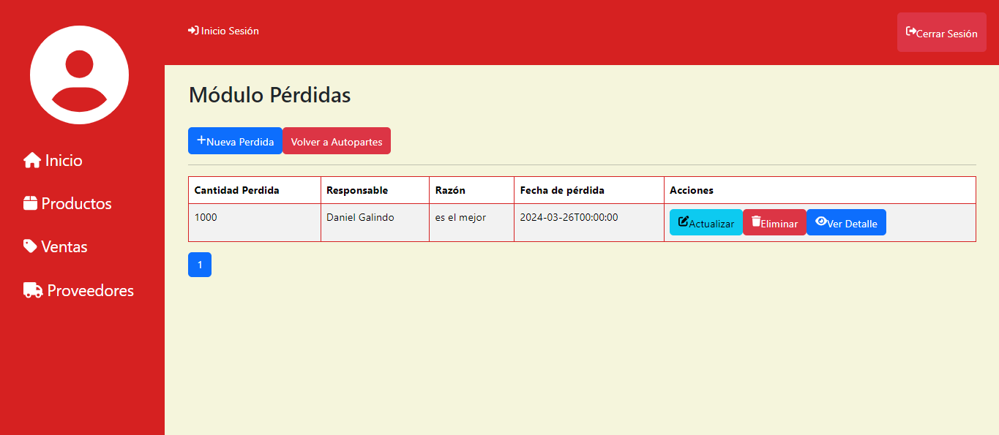 Inicio Sesión
Cerrar Sesión
Inicio
Productos
Ventas
Proveedores
Módulo Pérdidas
Nueva Perdida Volver a Autopartes
Cantidad Perdida Responsable Razón Fecha de pérdida Acciones
1000 Daniel Galindo es el mejor 2024-03-26T00:00:00 Actualizar Eliminar Ver Detalle
1